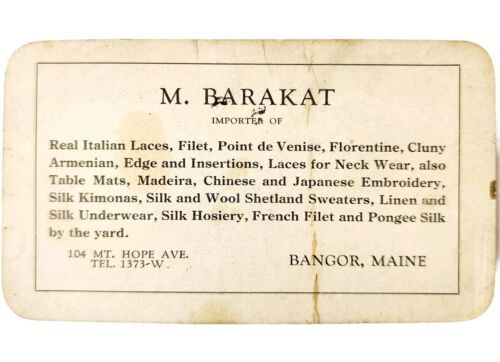 M. BARAKAT
IMPORTER OF
Real Italian Laces, Filet, Point de Venise, Florentine, Cluny
Armenian, Edge and Insertions, Laces for Neck Wear, also
Table Mats, Madeira, Chinese and Japanese Embroidery,
Silk Kimonas, Silk and Wool Shetland Sweaters, Linen and
Silk Underwear, Silk Hosiery, French Filet and Pongee Silk
by the yard.
104 MT. HOPE AVE.
TEL. 1373-W.
BANGOR, MAINE